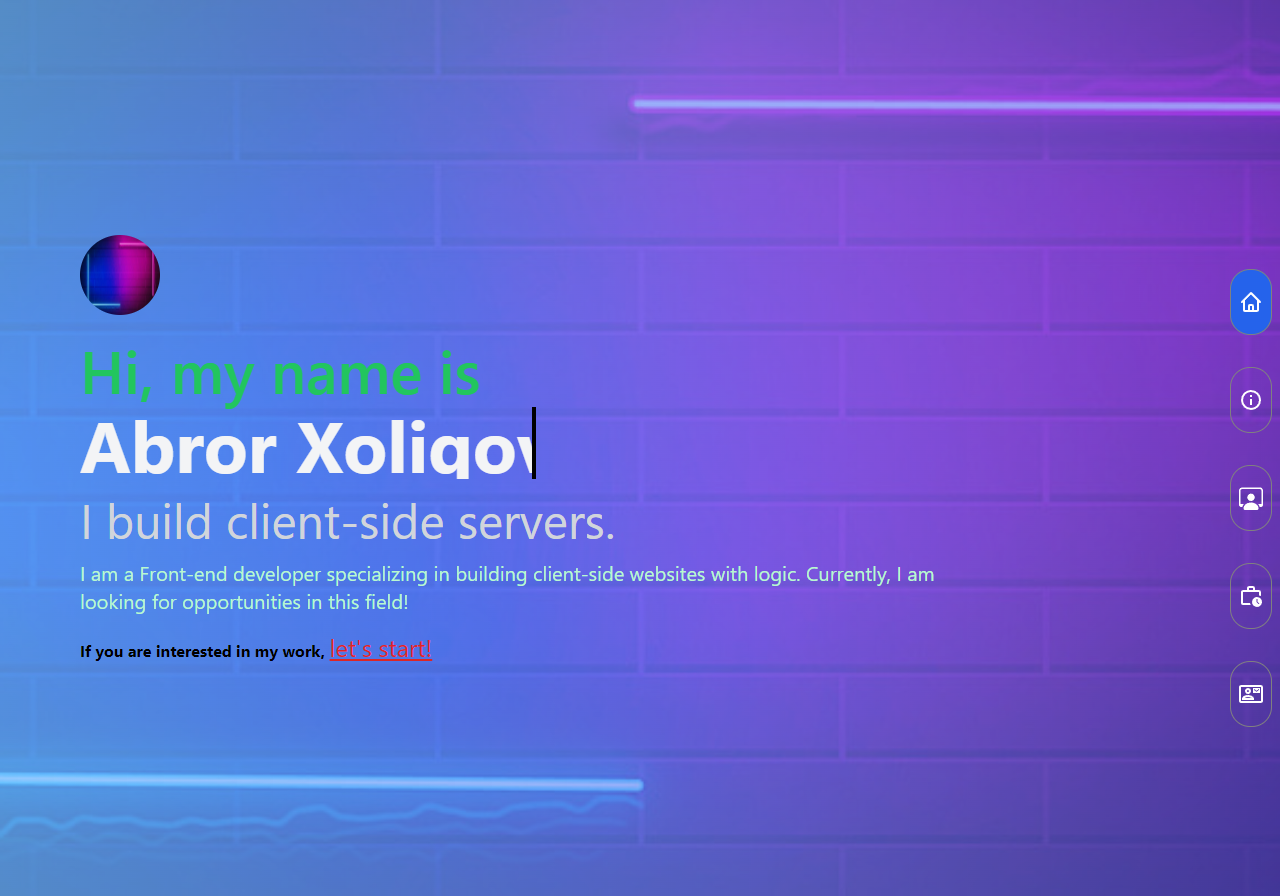 Hi, my name is
Abror Xoliqov
I build client-side servers.
I am a Front-end developer specializing in building client-side websites with logic. Currently, I am
looking for opportunities in this field!
If you are interested in my work, let's start!